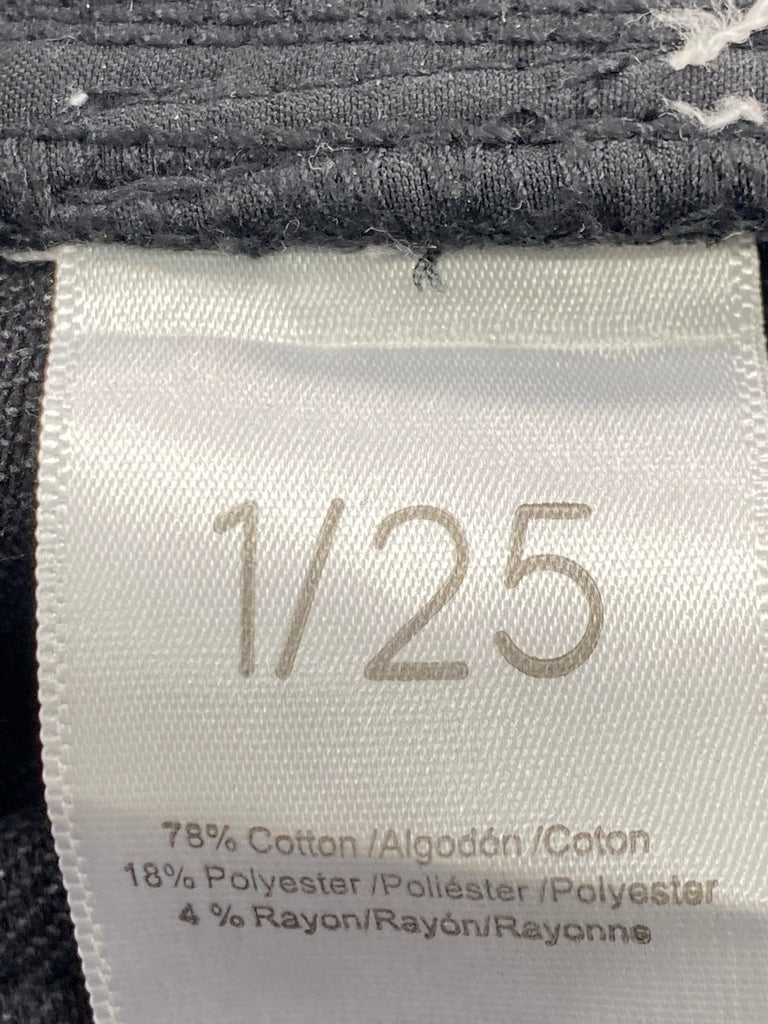 1/25
78% Cotton /Algodón /Coton
18% Polyester /Poliéster /Polyester
4 % Rayon/Rayón/Rayonne